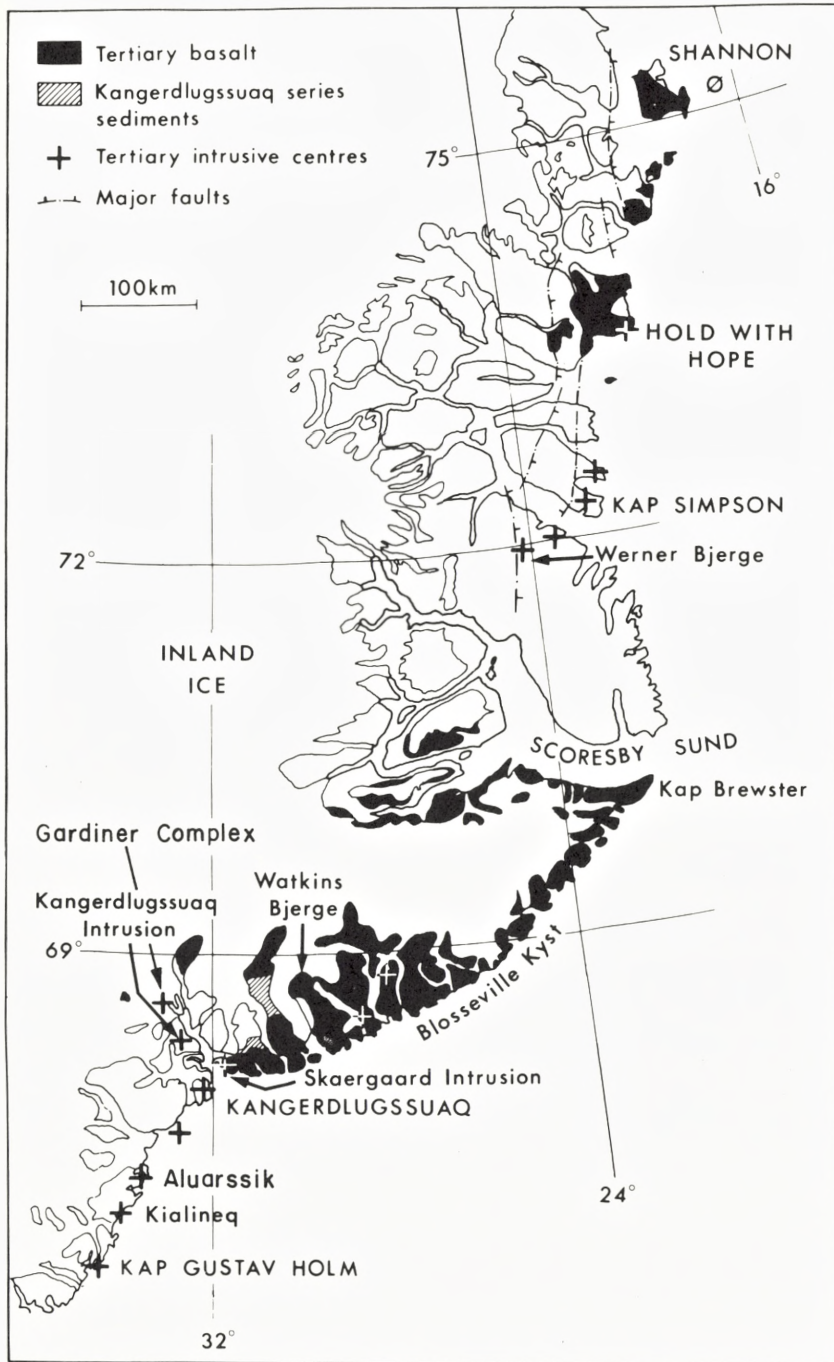 Tertiary basalt
Kangerdlugssuaq series
sediments
Tertiary intrusive centres
Major faults
100km
SHANNON
Ø
75°
16°
HOLD WITH
HOPE
KAP SIMPSON
72°
Werner Bjerge
INLAND
ICE
SCORESBY SUND
Kap Brewster
Gardiner Complex
Kangerdlugssuaq
Intrusion
Watkins
Bjerge
69°
Blosseville Kyst
Skaergaard Intrusion
KANGERDLUGSSUAQ
Aluarssik
24°
Kialineq
KAP GUSTAV HOLM
32°